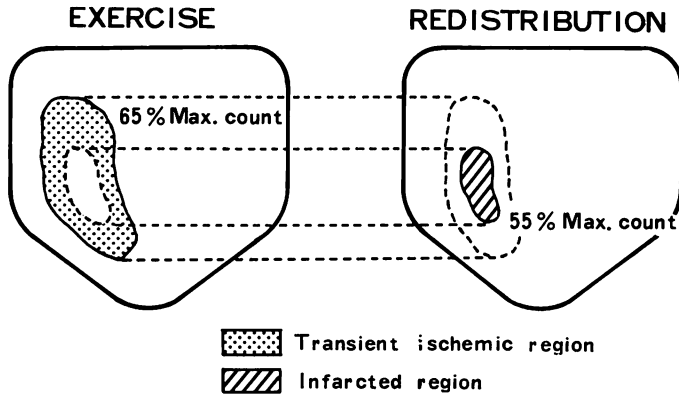 EXERCISE
REDISTRIBUTION
65% Max. count
55% Max. count
Transient ischemic region
Infarcted region